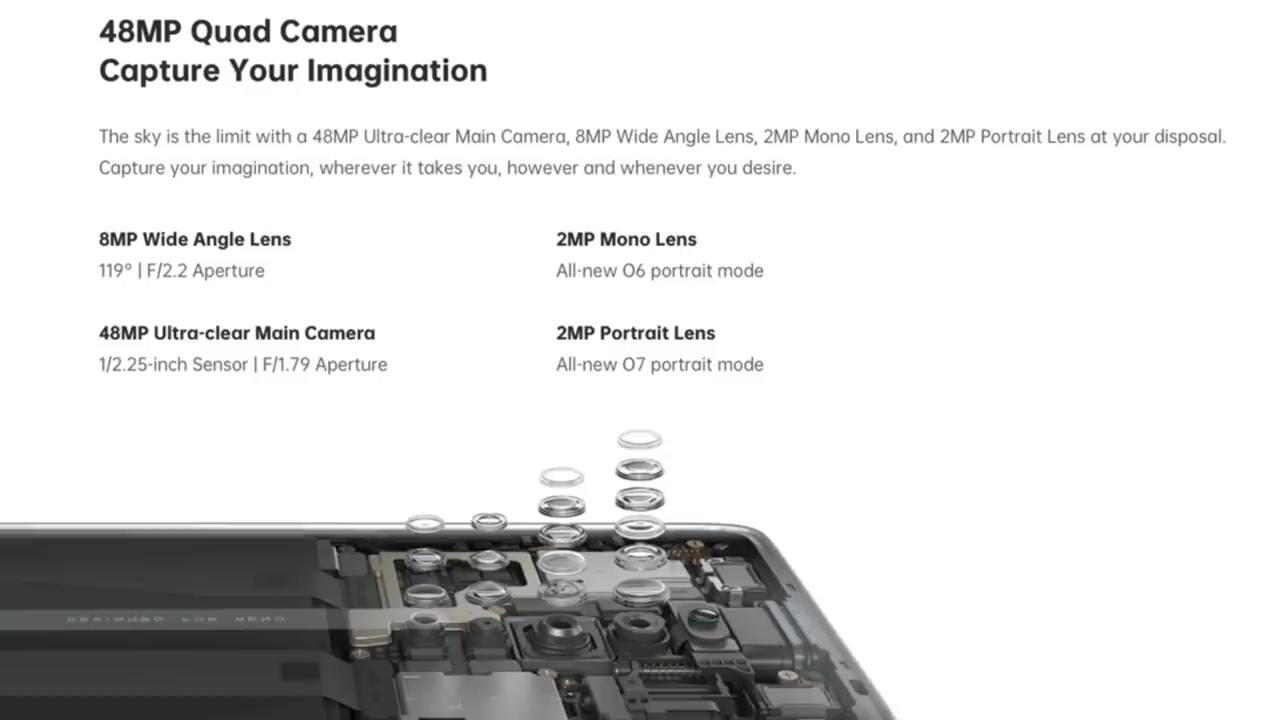 48MP Quad Camera
Capture Your Imagination
The sky is the limit with a 48MP Ultra-clear Main Camera, 8MP Wide Angle Lens, 2MP Mono Lens, and 2MP Portrait Lens at your disposal.
Capture your imagination, wherever it takes you, however and whenever you desire.
8MP Wide Angle Lens
119° | F/2.2 Aperture
2MP Mono Lens
All-new O6 portrait mode
48MP Ultra-clear Main Camera
1/2.25-inch Sensor | F/1.79 Aperture
2MP Portrait Lens
All-new O7 portrait mode
DESIGNED FOR RENO